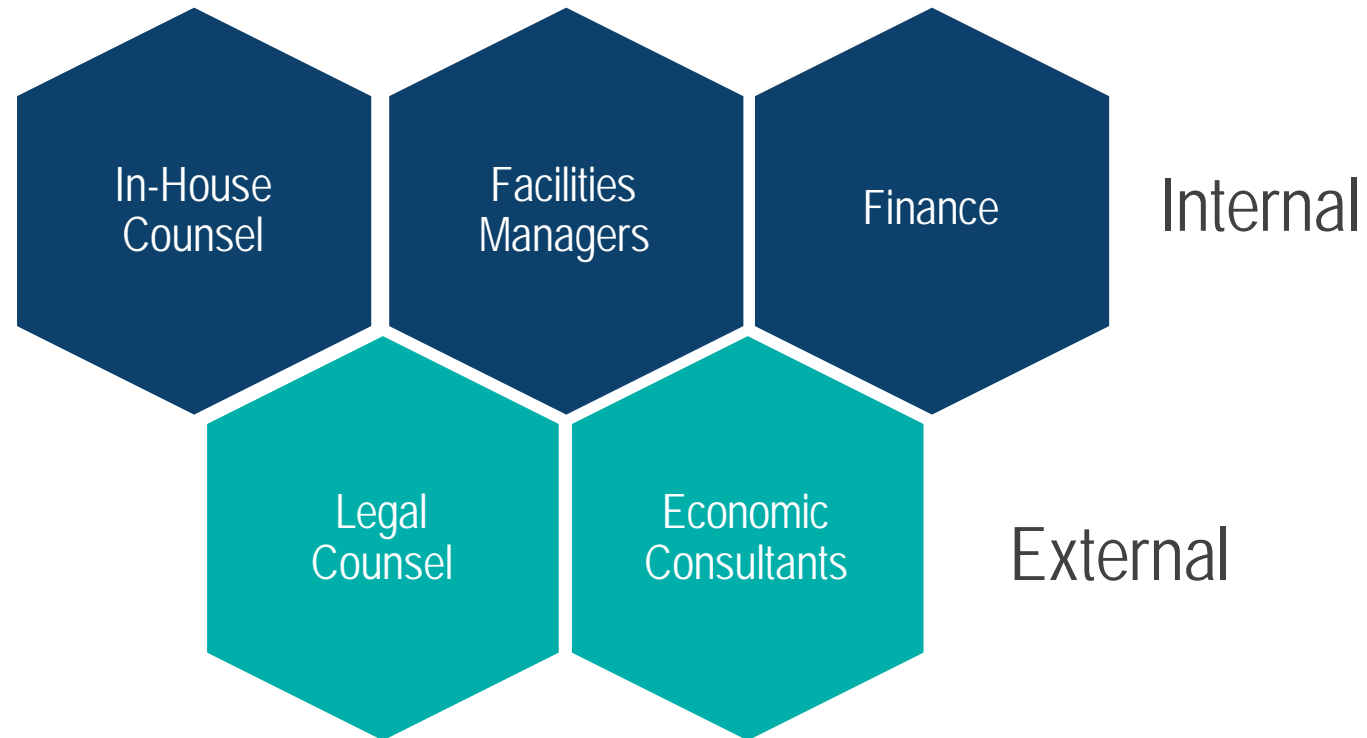 In-House
Counsel
Facilities
Managers
Finance
Internal
Legal
Counsel
Economic
Consultants
External